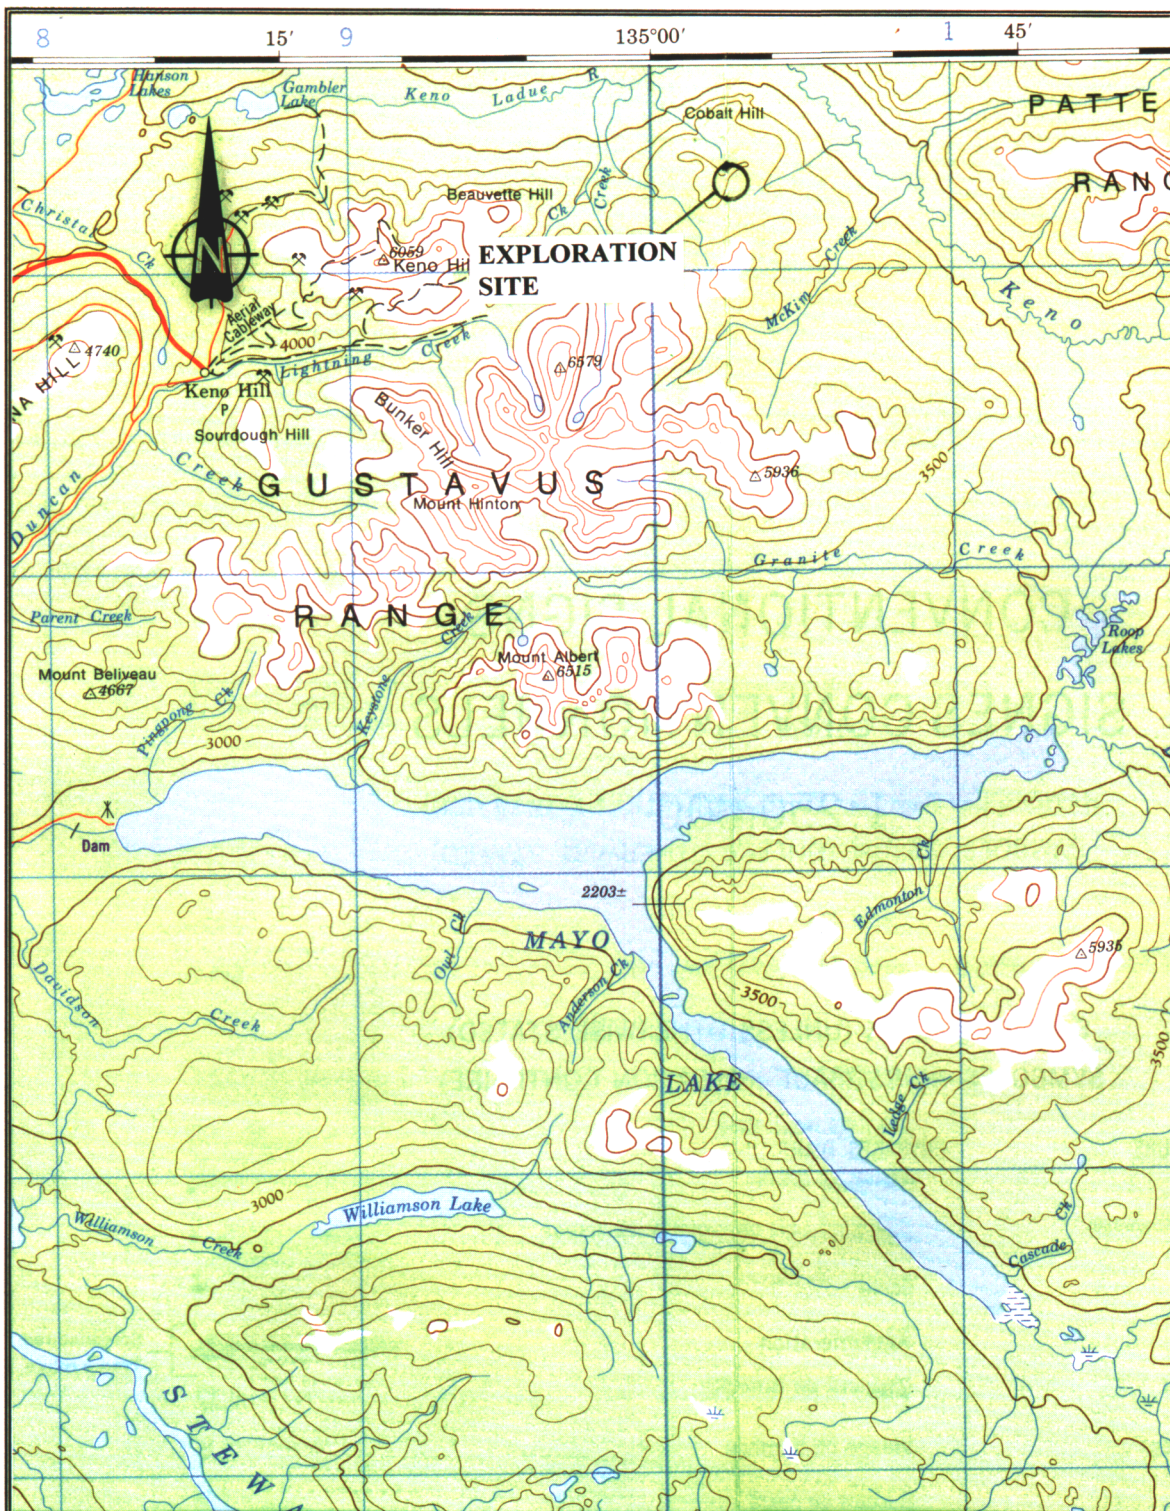 8
15′
9
135°00′
1
45′
Hanson
Lakes
Gambler
Lake
Keno
Ladue
R
Cobalt Hill
PATTE
RANG
Christal
Ck
Beauvette Hill
Ck
Creek
N
6059
Keno Hil
EXPLORATION
SITE
McKim
Creek
Keno
Aerial
Cableway
4740
4000
Lightning
Creek
6579
NA HILL
Keno Hill
P
Sourdough Hill
Bunker Hill
Creek
GUSTAVUS
Mount Hinton
5936
3500
Duncan
Granite
Creek
Parent Creek
RANGE
Creek
Roop
Lakes
Mount Albert
6515
Mount Beliveau
4667
Pingpong
Ck
Keystone
3000
Dam
2203±
Ck
Edmonton
MAYO
Owl
Ck
Anderson Ck
5935
Davidson
Creek
3500
3500
LAKE
Ledge
Ck
3000
Williamson Lake
Williamson
Creek
Ck
Cascade
STEWA